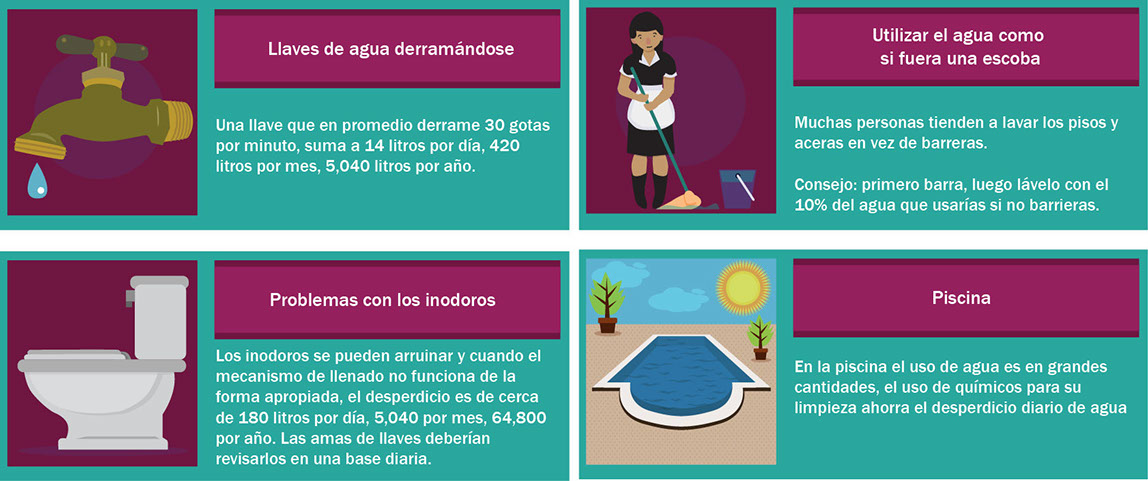 Llaves de agua derramándose
Una llave que en promedio derrame 30 gotas
por minuto, suma a 14 litros por día, 420
litros por mes, 5,040 litros por año.
Utilizar el agua como
si fuera una escoba
Muchas personas tienden a lavar los pisos y
aceras en vez de barreras.
Consejo: primero barra, luego lávelo con el
10% del agua que usarías si no barrieras.
Problemas con los inodoros
Los inodoros se pueden arruinar y cuando el
mecanismo de llenado no funciona de la
forma apropiada, el desperdicio es de cerca
de 180 litros por día, 5,040 por mes, 64,800
por año. Las amas de llaves deberían
revisarlos en una base diaria.
Piscina
En la piscina el uso de agua es en grandes
cantidades, el uso de químicos para su
limpieza ahorra el desperdicio diario de agua